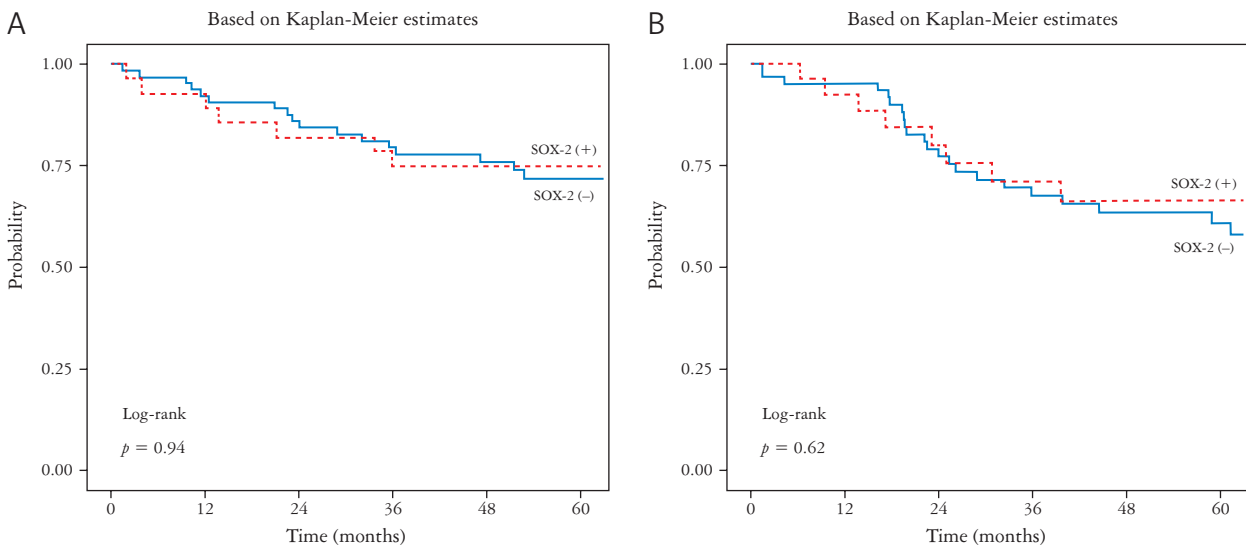 A
Based on Kaplan-Meier estimates
1.00
0.75
0.50
0.25
0.00
Probability
SOX-2 (+)
SOX-2 (–)
Log-rank
p = 0.94
0 12 24 36 48 60
Time (months)
B
Based on Kaplan-Meier estimates
1.00
0.75
0.50
0.25
0.00
Probability
SOX-2 (+)
SOX-2 (–)
Log-rank
p = 0.62
0 12 24 36 48 60
Time (months)